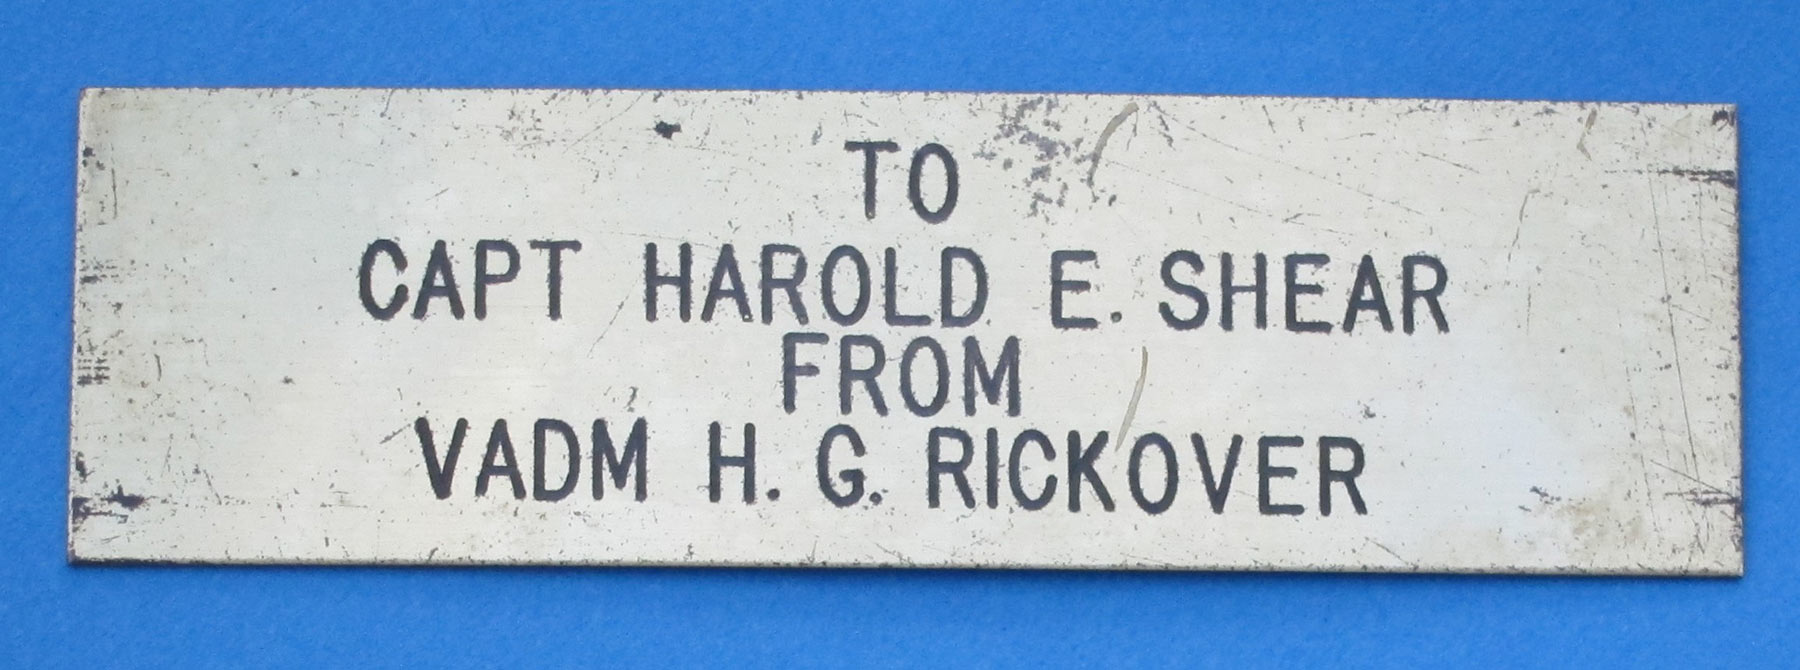 TO
CAPT HAROLD E. SHEAR
FROM
VADM H. G. RICKOVER